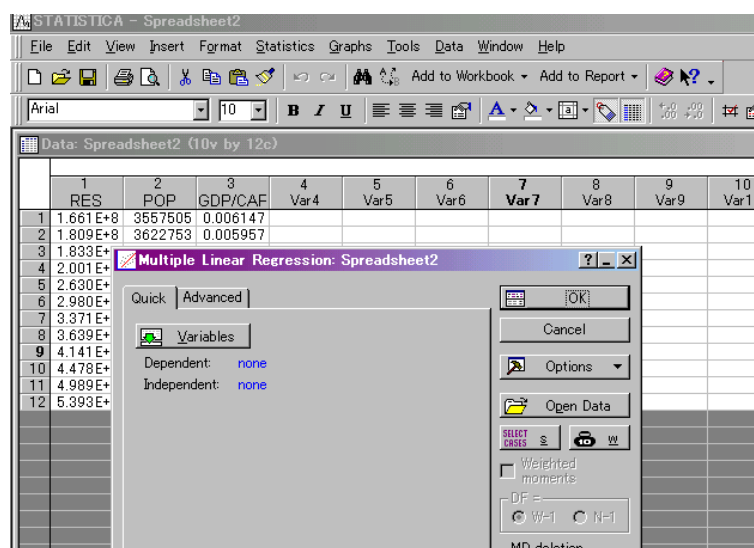 STATISTICA - Spreadsheet2
File Edit View Insert Format Statistics Graphs Tools Data Window Help
Add to Workbook Add to Report
Arial 10 B I U A a
Data: Spreadsheet2 (10v by 12c)
1 2 3 4 5 6 7 8 9 10
RES POP GDP/CAF Var4 Var5 Var6 Var7 Var8 Var9 Var1
1 1.661E+8 3557505 0.006147
2 1.809E+8 3622753 0.005957
3 1.833E+
4 2.001E+
5 2.630E+
6 2.980E+
7 3.371E+
8 3.639E+
9 4.141E+
10 4.478E+
11 4.989E+
12 5.393E+
Multiple Linear Regression: Spreadsheet2
Quick Advanced
Variables
Dependent: none
Independent: none
OK
Cancel
Options
Open Data
SELECT CASES S W
Weighted
moments
DF =
W-1 N-1
MD deletion